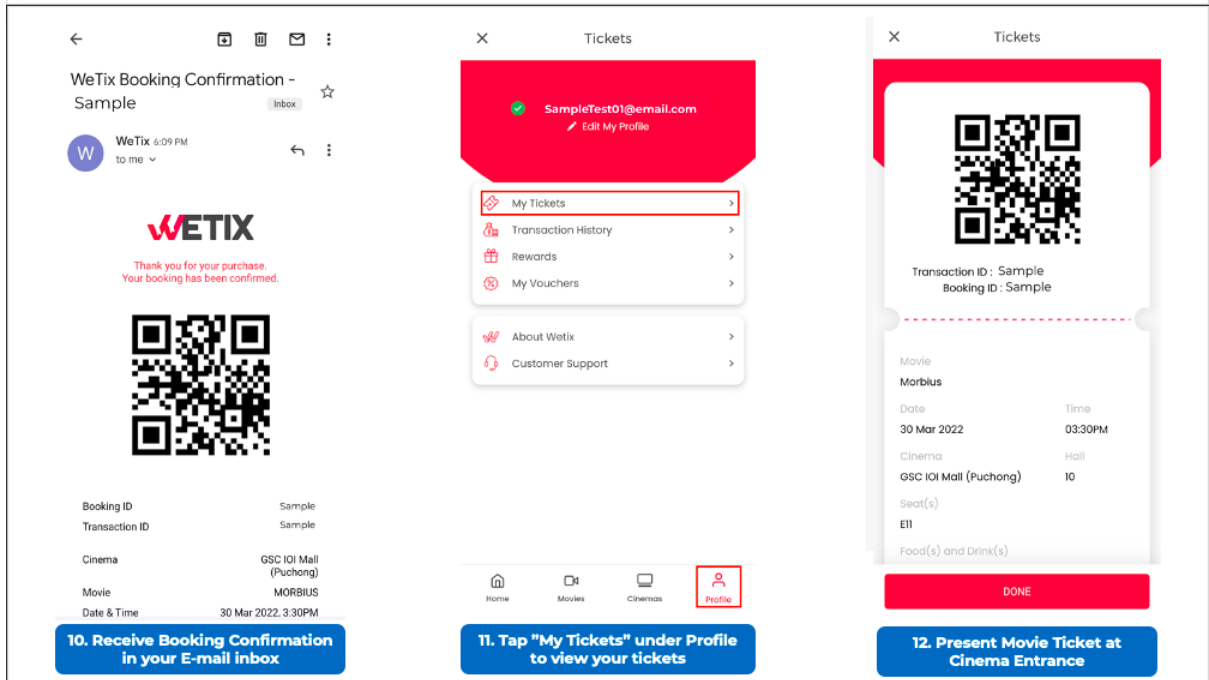 WeTix Booking Confirmation -
Sample
Inbox
W
WeTix 6:09 PM
to me
WETIX
Thank you for your purchase.
Your booking has been confirmed.
Booking ID Sample
Transaction ID Sample
Cinema GSC IOI Mall
(Puchong)
Movie MORBIUS
Date & Time 30 Mar 2022. 3:30PM
10. Receive Booking Confirmation
in your E-mail inbox
Tickets
SampleTest01@email.com
Edit My Profile
My Tickets
Transaction History
Rewards
My Vouchers
About Wetix
Customer Support
Home Movies Cinemas Profile
11. Tap "My Tickets" under Profile
to view your tickets
Tickets
Transaction ID : Sample
Booking ID : Sample
Movie
Morbius
Date Time
30 Mar 2022 03:30PM
Cinema Hall
GSC IOI Mall (Puchong) 10
Seat(s)
E11
Food(s) and Drink(s)
DONE
12. Present Movie Ticket at
Cinema Entrance